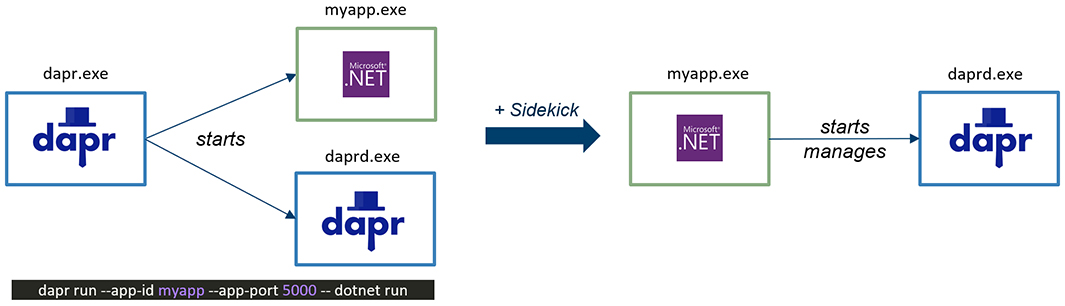 myapp.exe
Microsoft®
.NET
dapr.exe
dapr
starts
daprd.exe
dapr
dapr run --app-id myapp --app-port 5000 -- dotnet run
+ Sidekick
myapp.exe
Microsoft®
.NET
starts
manages
daprd.exe
dapr